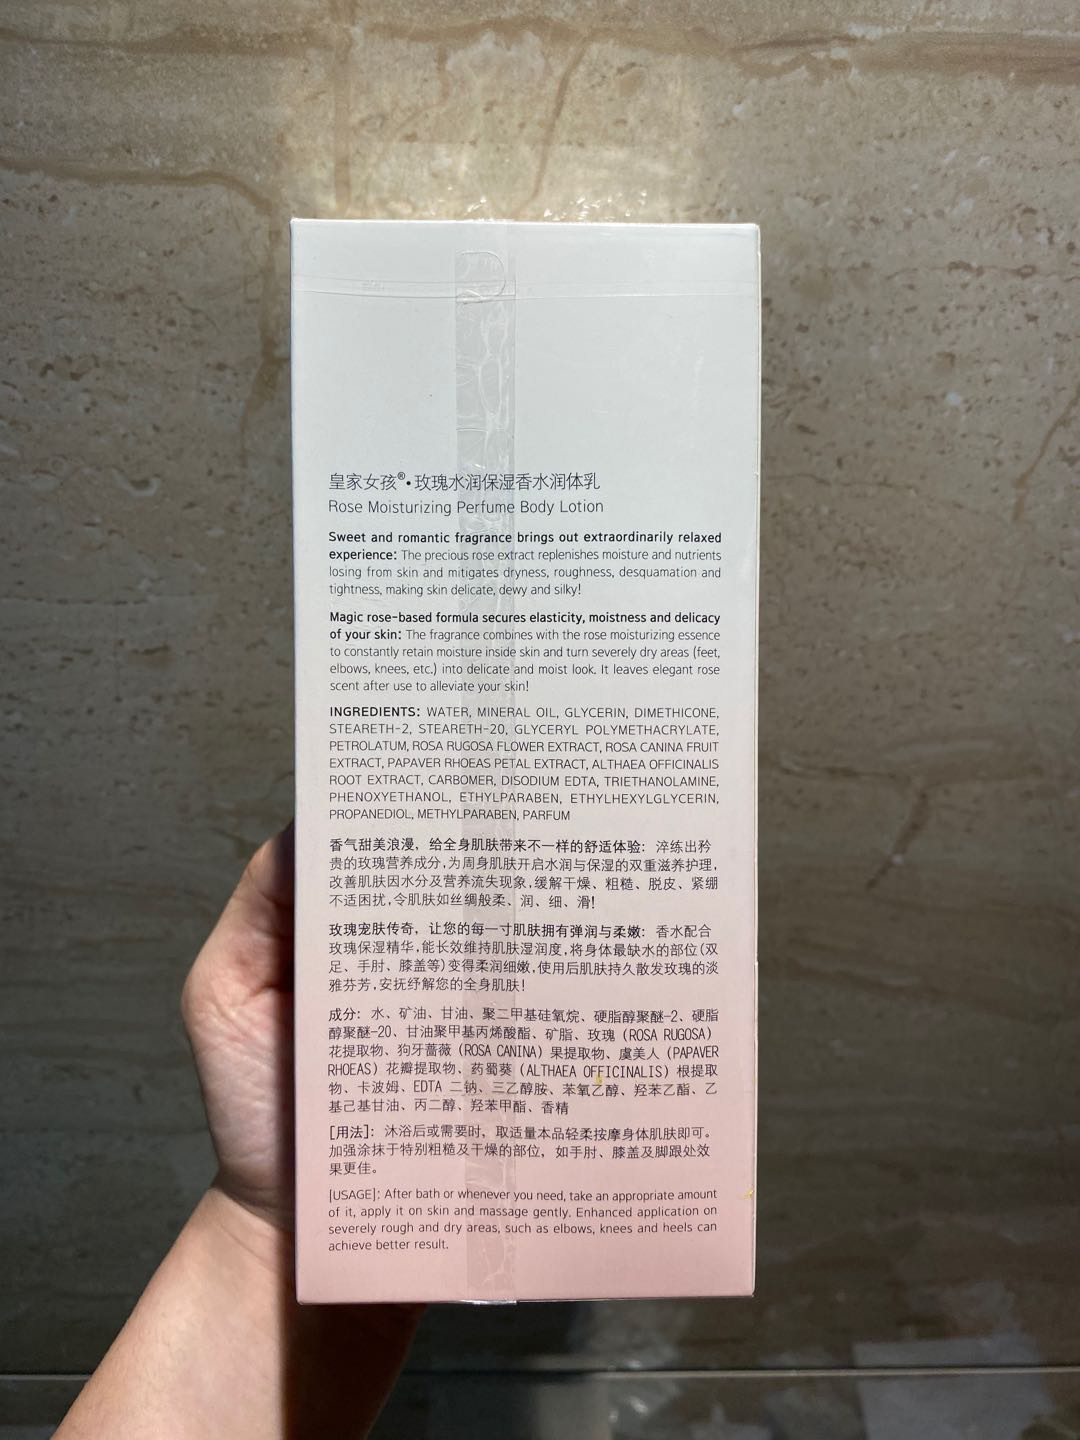 皇家女孩®•玫瑰水润保湿香水润体乳
Rose Moisturizing Perfume Body Lotion
Sweet and romantic fragrance brings out extraordinarily relaxed
experience: The precious rose extract replenishes moisture and nutrients
losing from skin and mitigates dryness, roughness, desquamation and
tightness, making skin delicate, dewy and silky!
Magic rose-based formula secures elasticity, moistness and delicacy
of your skin: The fragrance combines with the rose moisturizing essence
to constantly retain moisture inside skin and turn severely dry areas (feet,
elbows, knees, etc.) into delicate and moist look. It leaves elegant rose
scent after use to alleviate your skin!
INGREDIENTS: WATER, MINERAL OIL, GLYCERIN, DIMETHICONE,
STEARETH-2, STEARETH-20, GLYCERYL POLYMETHACRYLATE,
PETROLATUM, ROSA RUGOSA FLOWER EXTRACT, ROSA CANINA FRUIT
EXTRACT, PAPAVER RHOEAS PETAL EXTRACT, ALTHAEA OFFICINALIS
ROOT EXTRACT, CARBOMER, DISODIUM EDTA, TRIETHANOLAMINE,
PHENOXYETHANOL, ETHYLPARABEN, ETHYLHEXYLGLYCERIN,
PROPANEDIOL, METHYLPARABEN, PARFUM
香气甜美浪漫，给全身肌肤带来不一样的舒适体验：淬练出矜
贵的玫瑰营养成分,为周身肌肤开启水润与保湿的双重滋养护理,
改善肌肤因水分及营养流失现象,缓解干燥、粗糙、脱皮、紧绷
不适困扰,令肌肤如丝绸般柔、润、细、滑!
玫瑰宠肤传奇，让您的每一寸肌肤拥有弹润与柔嫩：香水配合
玫瑰保湿精华,能长效维持肌肤湿润度,将身体最缺水的部位(双
足、手肘、膝盖等)变得柔润细嫩,使用后肌肤持久散发玫瑰的淡
雅芬芳,安抚纾解您的全身肌肤!
成分：水、矿油、甘油、聚二甲基硅氧烷、硬脂醇聚醚-2、硬脂
醇聚醚-20、甘油聚甲基丙烯酸酯、矿脂、玫瑰（ROSA RUGOSA）
花提取物、狗牙蔷薇（ROSA CANINA）果提取物、虞美人（PAPAVER
RHOEAS）花瓣提取物、药蜀葵（ALTHAEA OFFICINALIS）根提取
物、卡波姆、EDTA 二钠、三乙醇胺、苯氧乙醇、羟苯乙酯、乙
基己基甘油、丙二醇、羟苯甲酯、香精
[用法]：沐浴后或需要时，取适量本品轻柔按摩身体肌肤即可。
加强涂抹于特别粗糙及干燥的部位，如手肘、膝盖及脚跟处效
果更佳。
[USAGE]: After bath or whenever you need, take an appropriate amount
of it, apply it on skin and massage gently. Enhanced application on
severely rough and dry areas, such as elbows, knees and heels can
achieve better result.